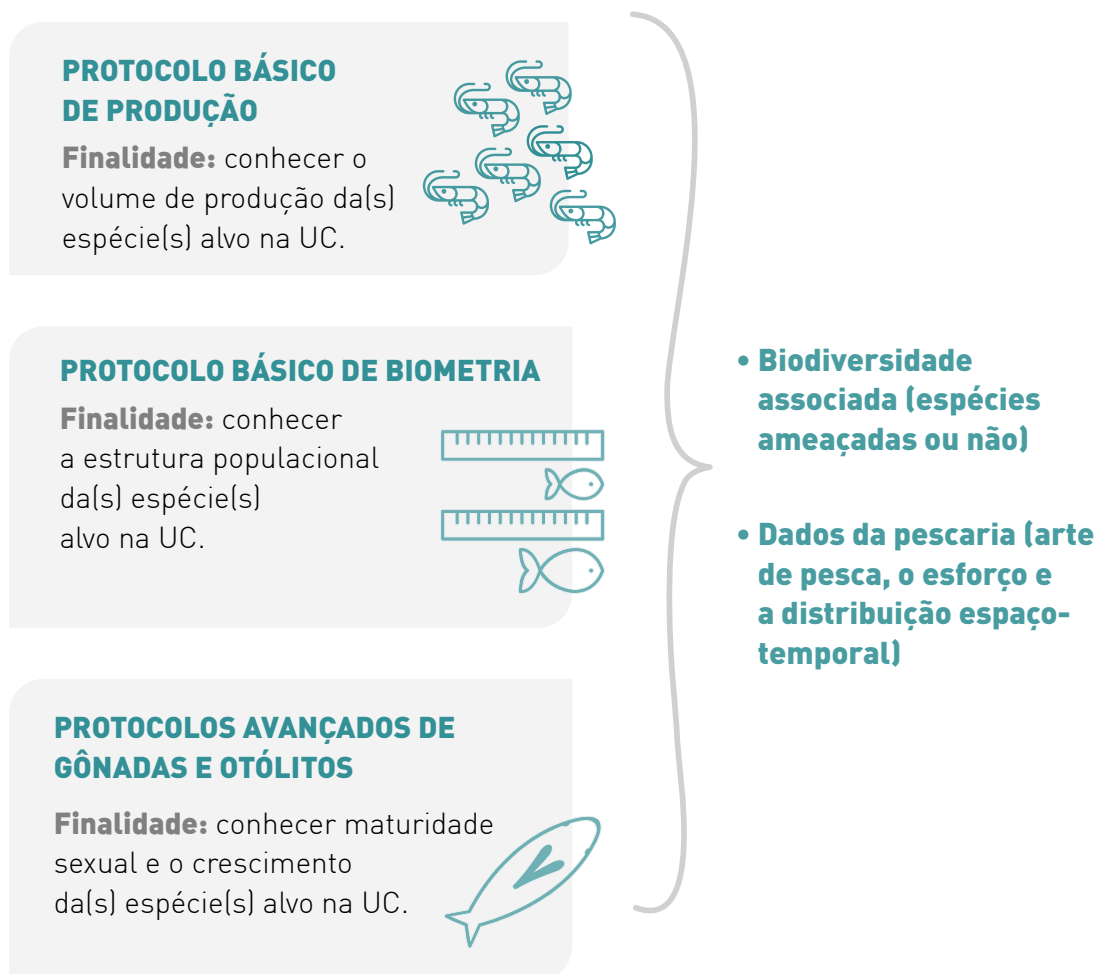 PROTOCOLO BÁSICO
DE PRODUÇÃO
Finalidade: conhecer o
volume de produção da(s)
espécie(s) alvo na UC.
PROTOCOLO BÁSICO DE BIOMETRIA
Finalidade: conhecer
a estrutura populacional
da(s) espécie(s)
alvo na UC.
PROTOCOLOS AVANÇADOS DE
GÔNADAS E OTÓLITOS
Finalidade: conhecer maturidade
sexual e o crescimento
da(s) espécie(s) alvo na UC.
• Biodiversidade
associada (espécies
ameaçadas ou não)
• Dados da pescaria (arte
de pesca, o esforço e
a distribuição espaço-
temporal)